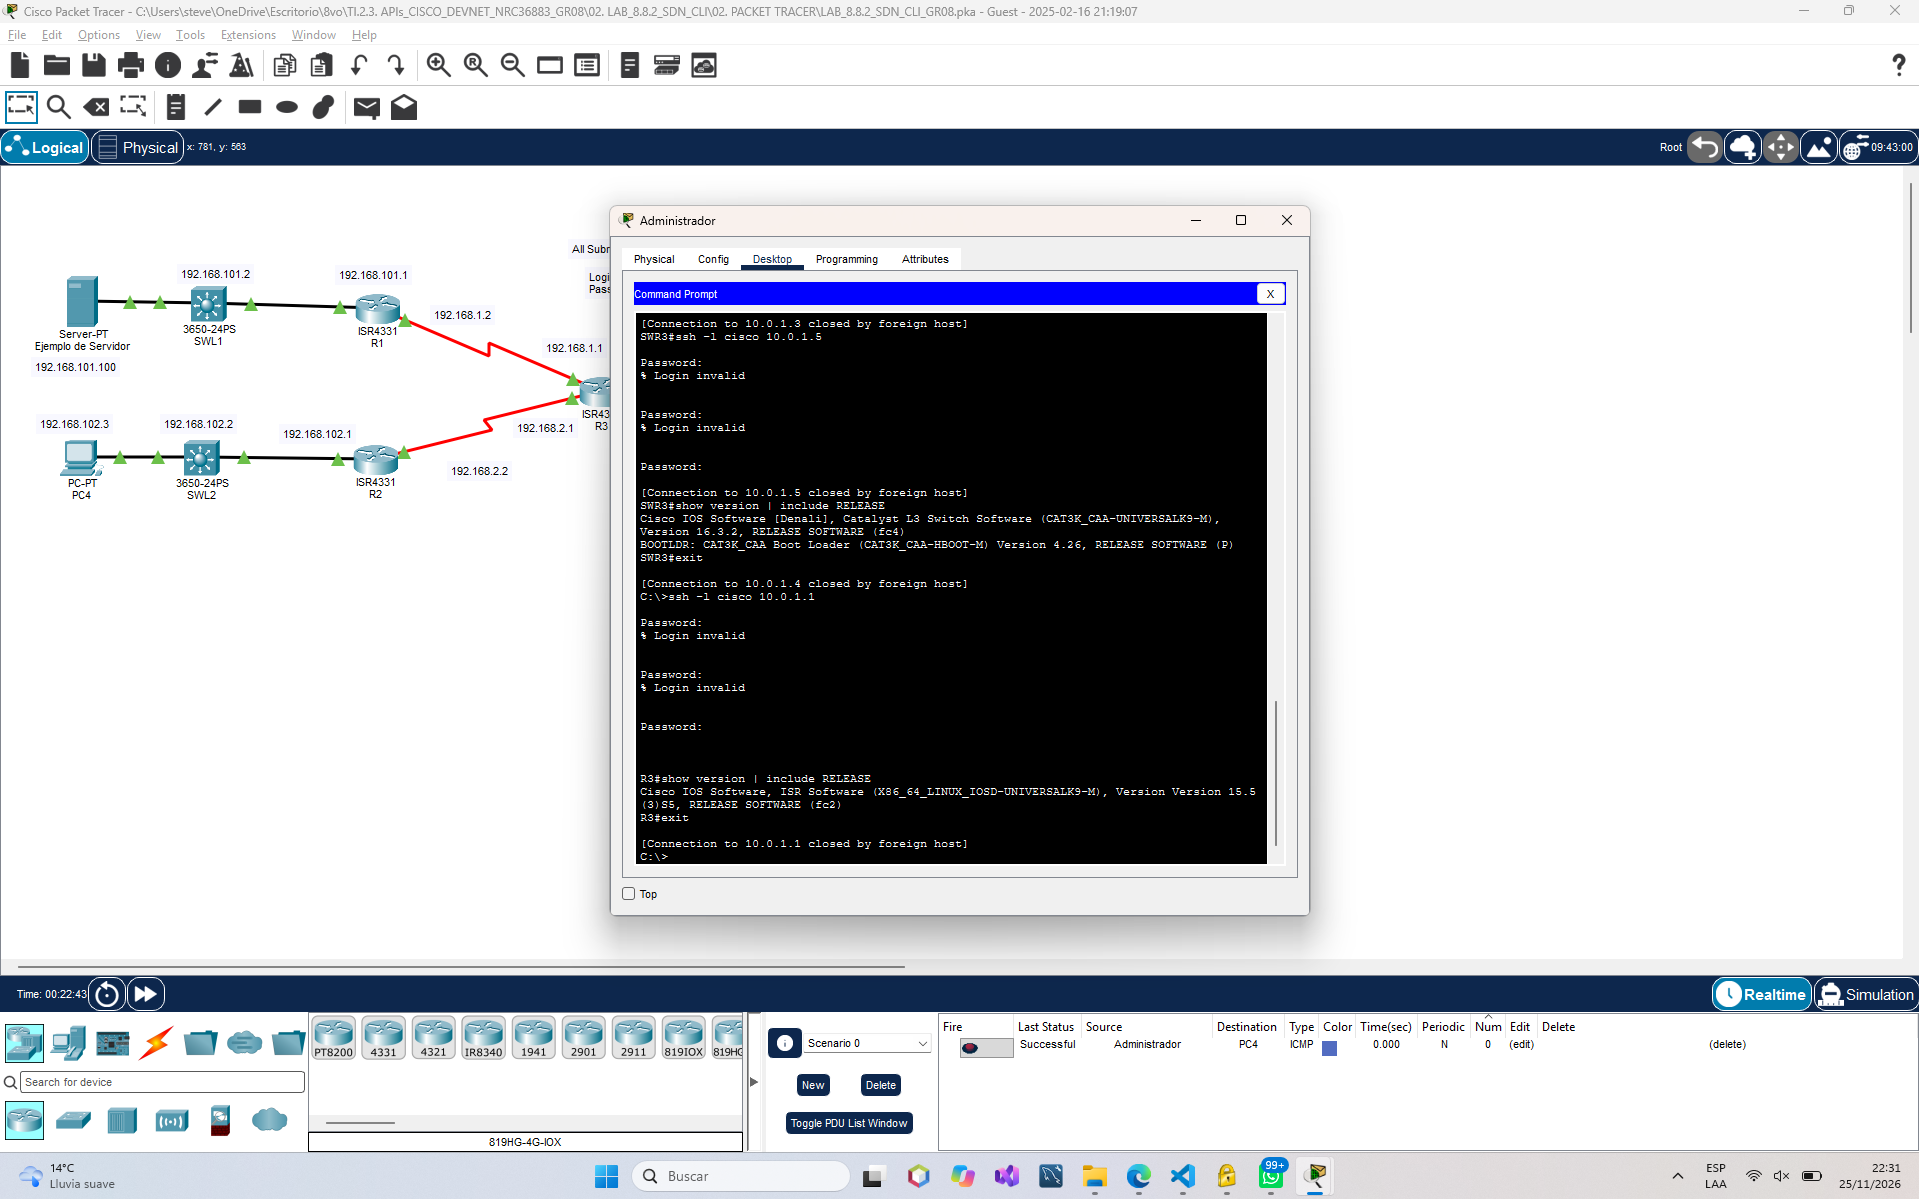 Cisco Packet Tracer - C:\Users\steve\OneDrive\Escritorio\8vo\TI.2.3. APIs_CISCO_DEVNET_NRC36883_GR08\02. LAB_8.8.2_SDN_CLI\02. PACKET TRACER\LAB_8.8.2_SDN_CLI_GR08.pka - Guest - 2025-02-16 21:19:07
File Edit Options View Tools Extensions Window Help
?
Logical Physical x: 781, y: 563 Root 09:43:00
Administrador
Physical Config Desktop Programming Attributes
Command Prompt X
[Connection to 10.0.1.3 closed by foreign host]
SWR3#ssh -l cisco 10.0.1.5
Password:
% Login invalid
Password:
% Login invalid
Password:
[Connection to 10.0.1.5 closed by foreign host]
SWR3#show version | include RELEASE
Cisco IOS Software [Denali], Catalyst L3 Switch Software (CAT3K_CAA-UNIVERSALK9-M),
Version 16.3.2, RELEASE SOFTWARE (fc4)
BOOTLDR: CAT3K_CAA Boot Loader (CAT3K_CAA-HBOOT-M) Version 4.26, RELEASE SOFTWARE (P)
SWR3#exit
[Connection to 10.0.1.4 closed by foreign host]
C:\>ssh -l cisco 10.0.1.1
Password:
% Login invalid
Password:
% Login invalid
Password:
R3#show version | include RELEASE
Cisco IOS Software, ISR Software (X86_64_LINUX_IOSD-UNIVERSALK9-M), Version Version 15.5
(3)S5, RELEASE SOFTWARE (fc2)
R3#exit
[Connection to 10.0.1.1 closed by foreign host]
C:\>
Top
All Subr
Logi
Pass
192.168.101.2
192.168.101.1
192.168.1.2
192.168.1.1
Server-PT
Ejemplo de Servidor
192.168.101.100
3650-24PS
SWL1
ISR4331
R1
ISR43
R3
192.168.102.3
192.168.102.2
192.168.102.1
192.168.2.1
192.168.2.2
PC-PT
PC4
3650-24PS
SWL2
ISR4331
R2
Time: 00:22:43 Realtime Simulation
PT8200 4331 4321 IR8340 1941 2901 2911 819IOX 819HG
Search for device
819HG-4G-IOX
Scenario 0
New Delete
Toggle PDU List Window
Fire Last Status Source Destination Type Color Time(sec) Periodic Num Edit Delete
Successful Administrador PC4 ICMP 0.000 N 0 (edit) (delete)
14°C
Lluvia suave
Buscar
99+
ESP
LAA
22:31
25/11/2026